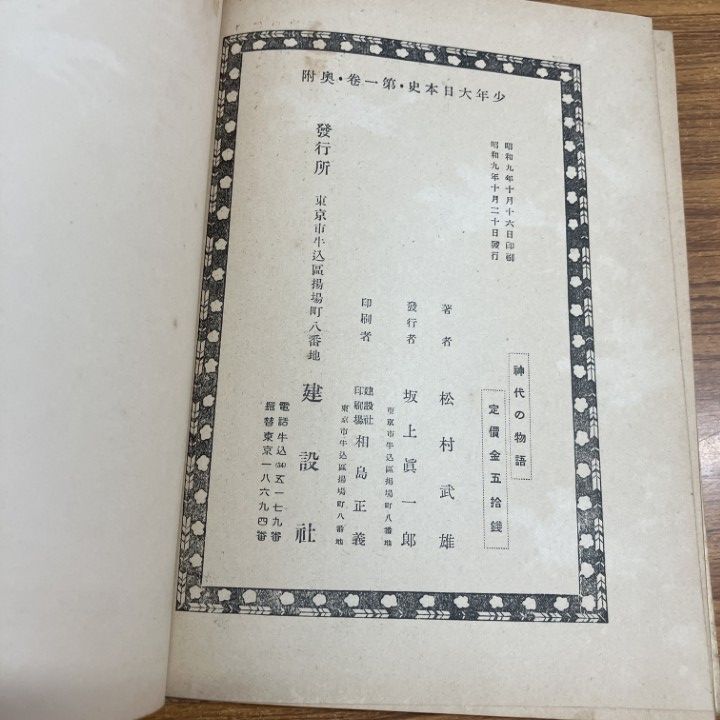 少年大日本史・第一卷・奥附
昭和九年十月十六日印刷
昭和九年十月二十日發行
神代の物語
定價金五拾錢
著者 松村武雄
發行者 坂上眞一郎
東京市牛込區揚場町八番地
印刷者 建設社印刷場 相島正義
東京市牛込區揚場町八番地
發行所 東京市牛込區揚場町八番地 建設社
電話牛込(34)五一七九番
振替東京一八六九四番